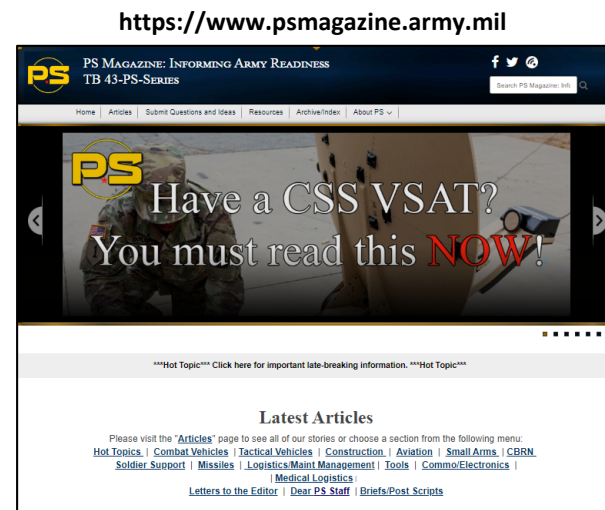 https://www.psmagazine.army.mil
PS
PS MAGAZINE: INFORMING ARMY READINESS
TB 43-PS-SERIES
Search PS Magazine: Inf
Home | Articles | Submit Questions and Ideas | Resources | Archive/Index | About PS
PS
Have a CSS VSAT?
You must read this NOW!
***Hot Topic*** Click here for important late-breaking information. ***Hot Topic***
Latest Articles
Please visit the "Articles" page to see all of our stories or choose a section from the following menu:
Hot Topics | Combat Vehicles | Tactical Vehicles | Construction | Aviation | Small Arms | CBRN
Soldier Support | Missiles | Logistics/Maint Management | Tools | Commo/Electronics |
| Medical Logistics |
Letters to the Editor | Dear PS Staff | Briefs/Post Scripts